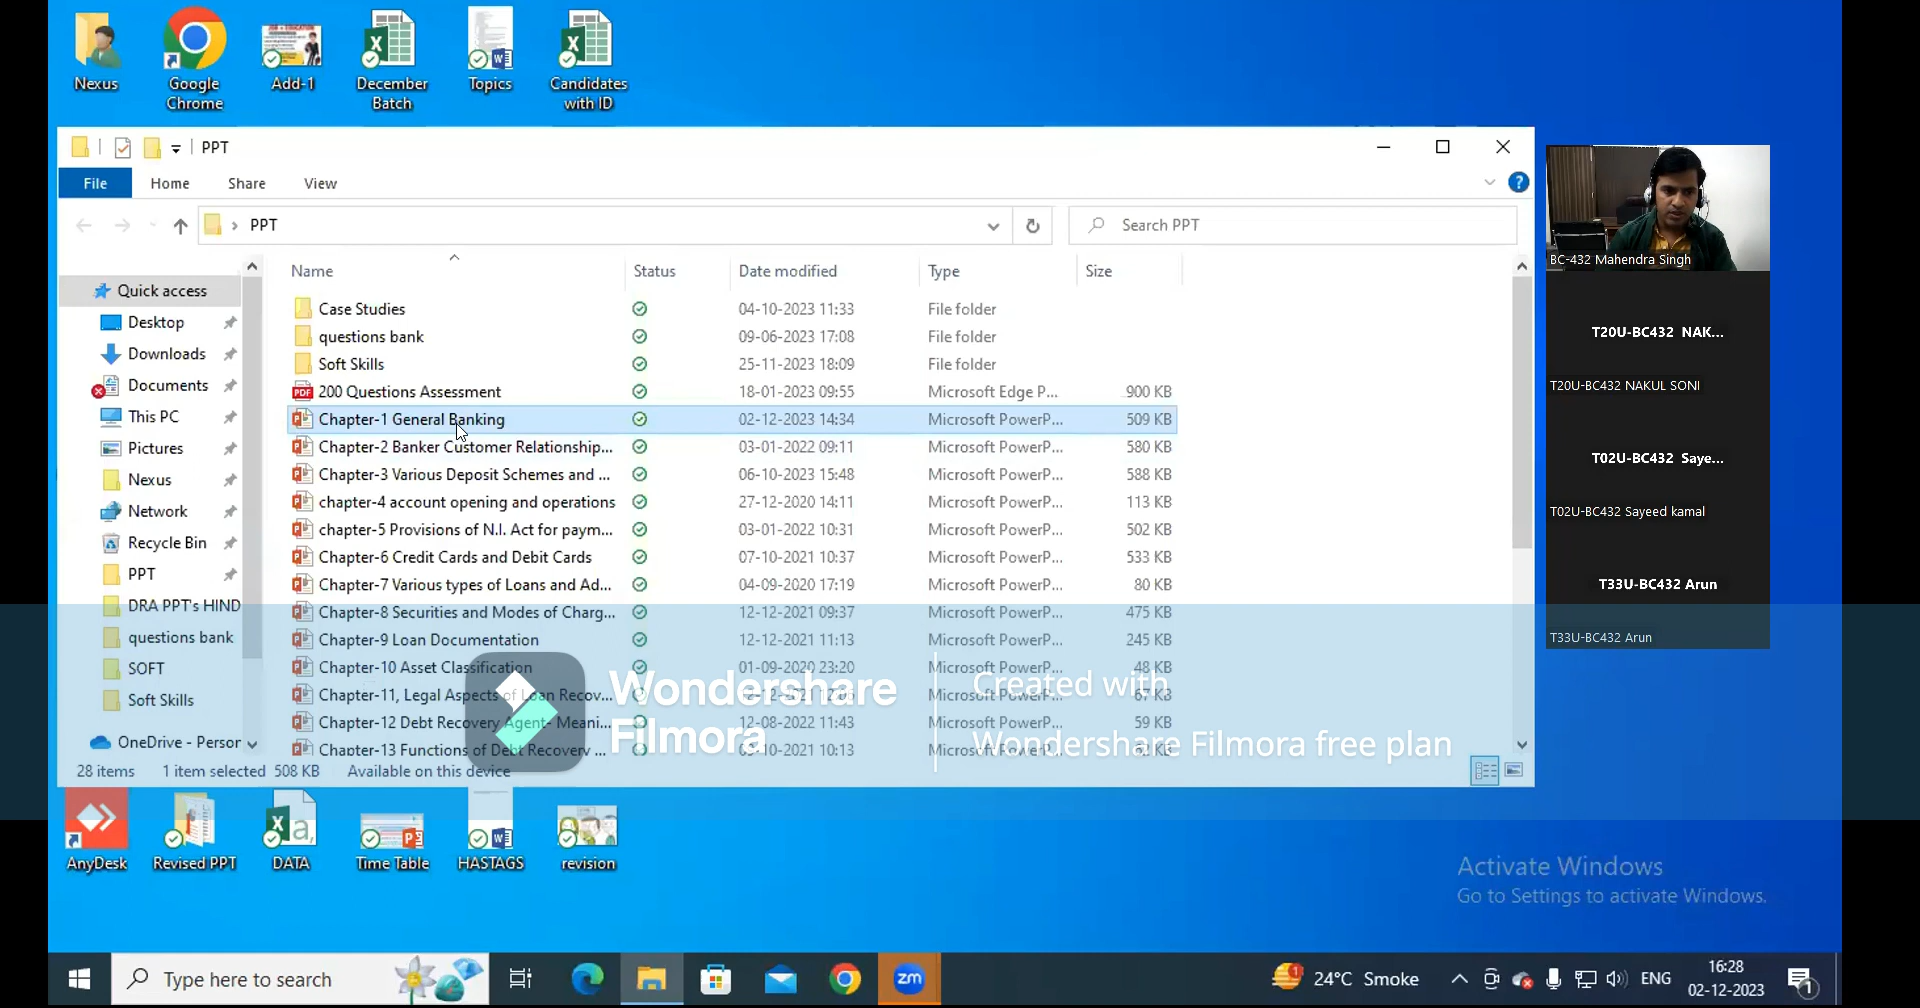 Nexus
Google Chrome
Add-1
December Batch
Topics
Candidates with ID
PPT
File Home Share View
PPT
Search PPT
Name Status Date modified Type Size
Quick access
Desktop
Downloads
Documents
This PC
Pictures
Nexus
Network
Recycle Bin
PPT
DRA PPT's HIND
questions bank
SOFT
Soft Skills
OneDrive - Person
Case Studies 04-10-2023 11:33 File folder
questions bank 09-06-2023 17:08 File folder
Soft Skills 25-11-2023 18:09 File folder
200 Questions Assessment 18-01-2023 09:55 Microsoft Edge P... 900 KB
Chapter-1 General Banking 02-12-2023 14:34 Microsoft PowerP... 509 KB
Chapter-2 Banker Customer Relationship... 03-01-2022 09:11 Microsoft PowerP... 580 KB
Chapter-3 Various Deposit Schemes and ... 06-10-2023 15:48 Microsoft PowerP... 588 KB
chapter-4 account opening and operations 27-12-2020 14:11 Microsoft PowerP... 113 KB
chapter-5 Provisions of N.I. Act for paym... 03-01-2022 10:31 Microsoft PowerP... 502 KB
Chapter-6 Credit Cards and Debit Cards 07-10-2021 10:37 Microsoft PowerP... 533 KB
Chapter-7 Various types of Loans and Ad... 04-09-2020 17:19 Microsoft PowerP... 80 KB
Chapter-8 Securities and Modes of Charg... 12-12-2021 09:37 Microsoft PowerP... 475 KB
Chapter-9 Loan Documentation 12-12-2021 11:13 Microsoft PowerP... 245 KB
Chapter-10 Asset Classification 01-09-2020 23:20 Microsoft PowerP... 48 KB
Chapter-11, Legal Aspects of Loan Recov... Microsoft PowerP... 67 KB
Chapter-12 Debt Recovery Agent- Meani... 12-08-2022 11:43 Microsoft PowerP... 59 KB
Chapter-13 Functions of Debt Recovery ... 10-2021 10:13 Microsoft PowerP... KB
28 items 1 item selected 508 KB Available on this device
Wondershare
Filmora
Created with
Wondershare Filmora free plan
BC-432 Mahendra Singh
T20U-BC432 NAK...
T20U-BC432 NAKUL SONI
T02U-BC432 Saye...
T02U-BC432 Sayeed kamal
T33U-BC432 Arun
T33U-BC432 Arun
AnyDesk
Revised PPT
DATA
Time Table
HASTAGS
revision
Activate Windows
Go to Settings to activate Windows.
Type here to search
zm
24°C Smoke
ENG
16:28
02-12-2023